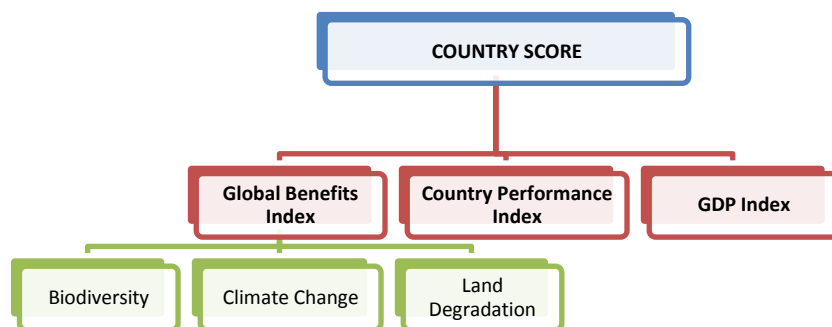 COUNTRY SCORE
Global Benefits
Index
Country Performance
Index
GDP Index
Biodiversity
Climate Change
Land
Degradation